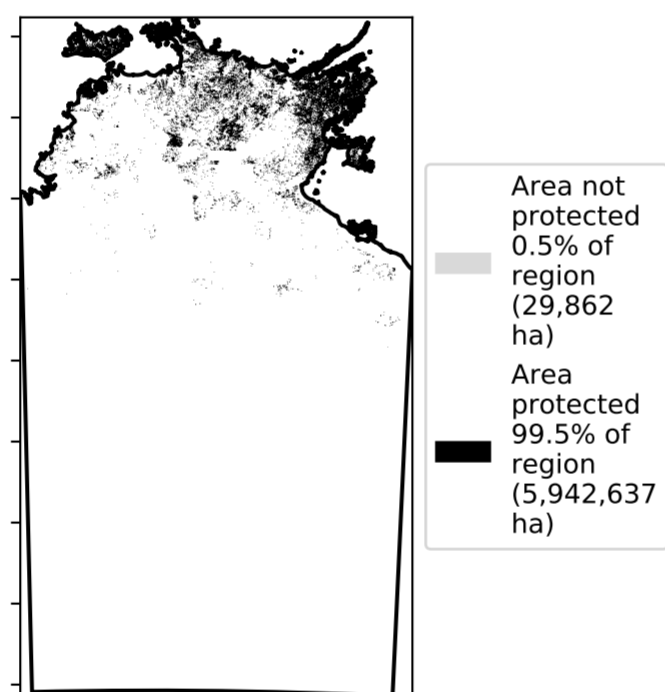 Area not
protected
0.5% of
region
(29,862
ha)
Area
protected
99.5% of
region
(5,942,637
ha)